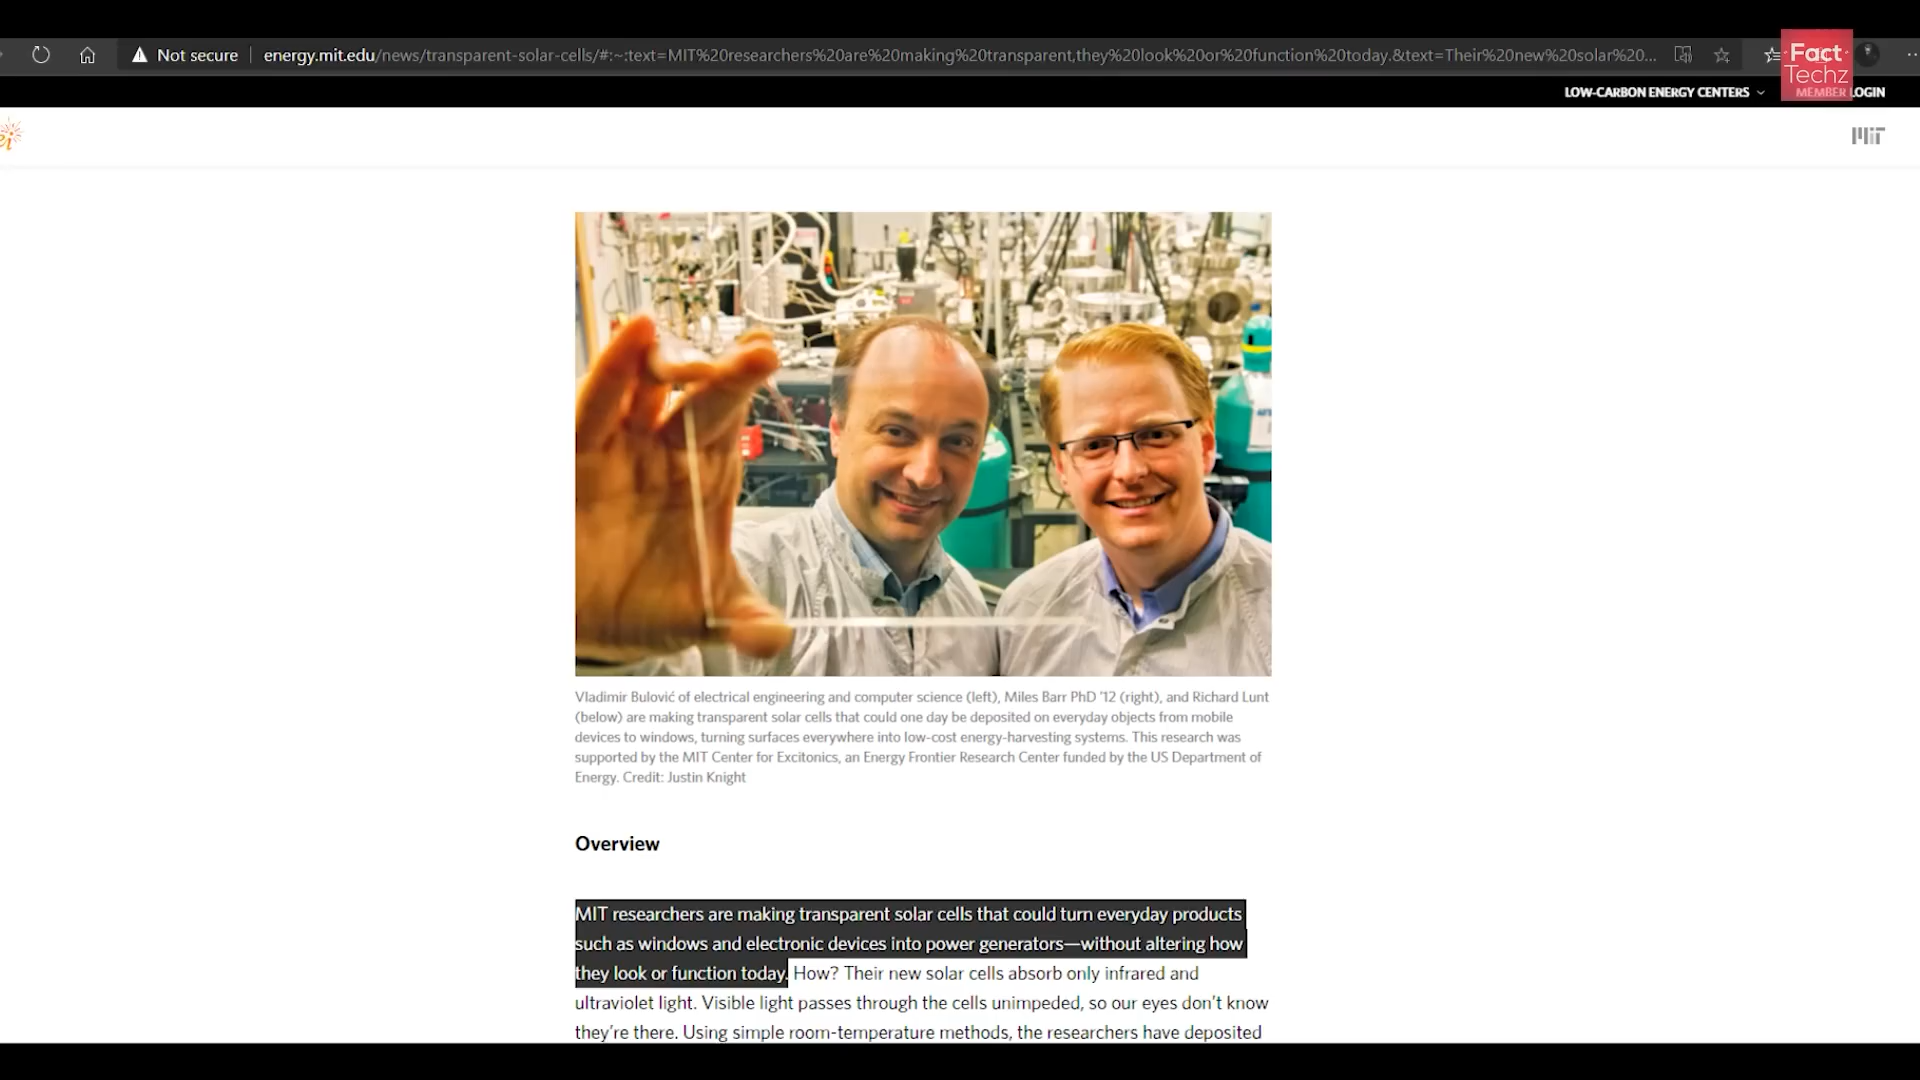 Not secure energy.mit.edu/news/transparent-solar-cells/#:~:text=MIT%20researchers%20are%20making%20transparent,they%20look%20or%20function%20today.&text=Their%20new%20solar%20...
Fact
Techz
LOW-CARBON ENERGY CENTERS
MEMBER LOGIN
ei
MIT
Vladimir Bulović of electrical engineering and computer science (left), Miles Barr PhD '12 (right), and Richard Lunt
(below) are making transparent solar cells that could one day be deposited on everyday objects from mobile
devices to windows, turning surfaces everywhere into low-cost energy-harvesting systems. This research was
supported by the MIT Center for Excitonics, an Energy Frontier Research Center funded by the US Department of
Energy. Credit: Justin Knight
Overview
MIT researchers are making transparent solar cells that could turn everyday products
such as windows and electronic devices into power generators—without altering how
they look or function today. How? Their new solar cells absorb only infrared and
ultraviolet light. Visible light passes through the cells unimpeded, so our eyes don't know
they're there. Using simple room-temperature methods, the researchers have deposited